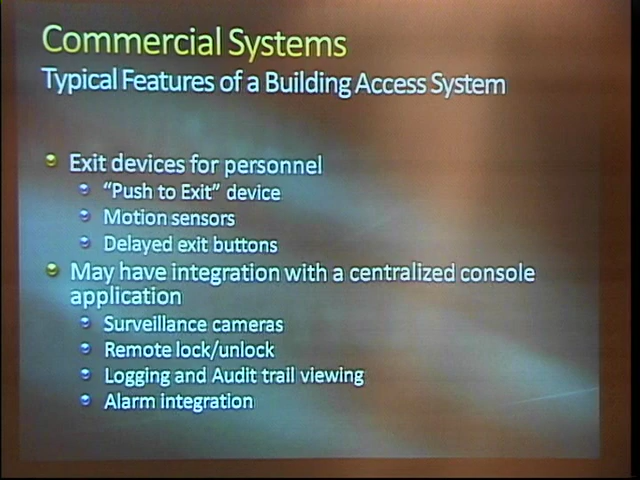 Commercial Systems
Typical Features of a Building Access System
Exit devices for personnel
“Push to Exit” device
Motion sensors
Delayed exit buttons
May have integration with a centralized console
application
Surveillance cameras
Remote lock/unlock
Logging and Audit trail viewing
Alarm integration